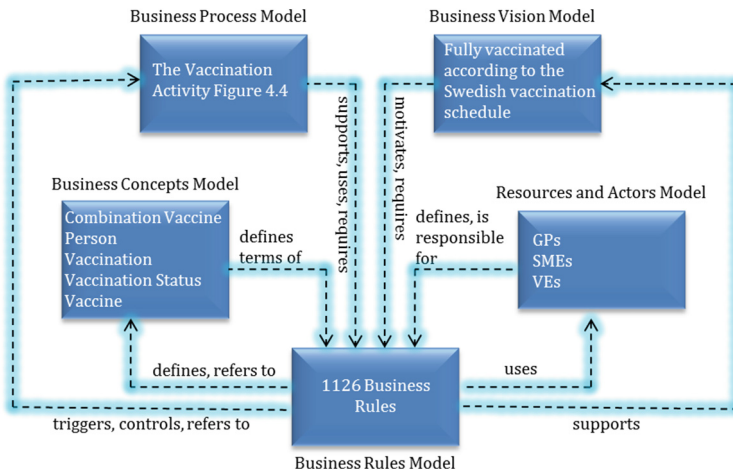 Business Process Model
Business Vision Model
The Vaccination
Activity Figure 4.4
Fully vaccinated
according to the
Swedish vaccination
schedule
supports, uses, requires
motivates, requires
Business Concepts Model
Resources and Actors Model
Combination Vaccine
Person
Vaccination
Vaccination Status
Vaccine
defines
terms of
defines, is
responsible
for
GPs
SMEs
VEs
defines, refers to
1126 Business
Rules
uses
triggers, controls, refers to
supports
Business Rules Model